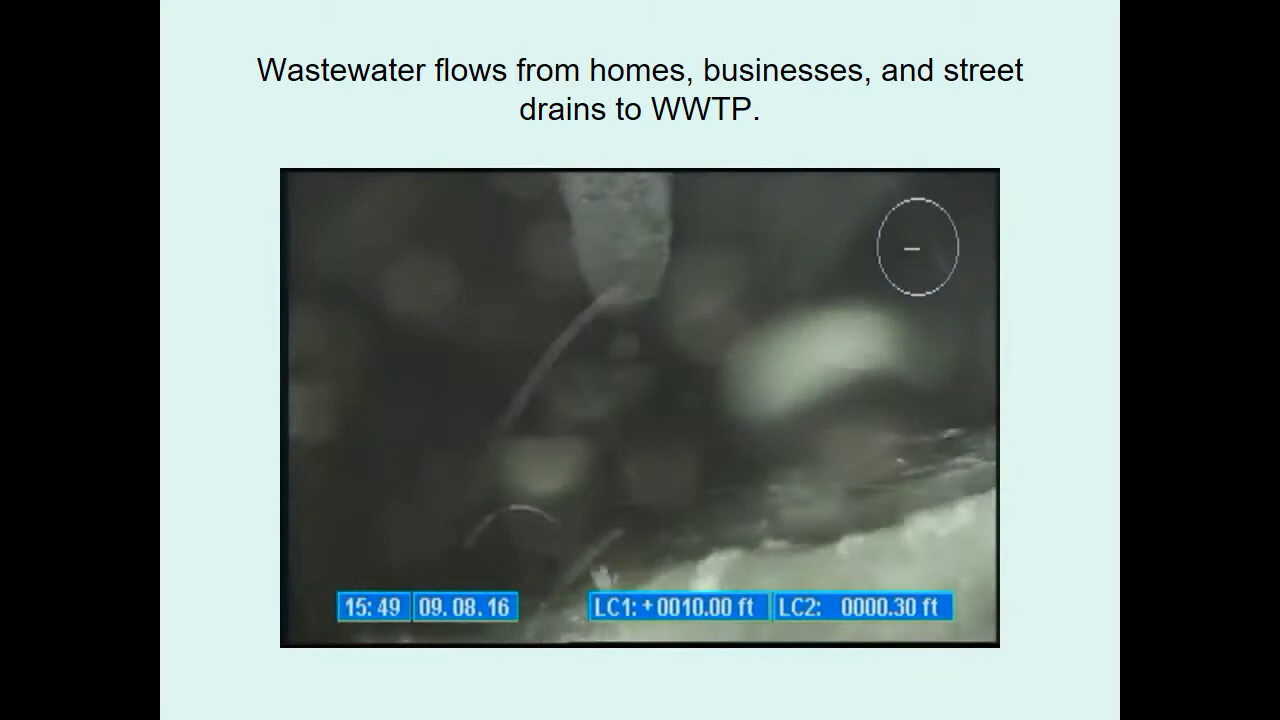 Wastewater flows from homes, businesses, and street
drains to WWTP.
15:49 09.08.16 LC1:+0010.00 ft LC2: 0000.30 ft